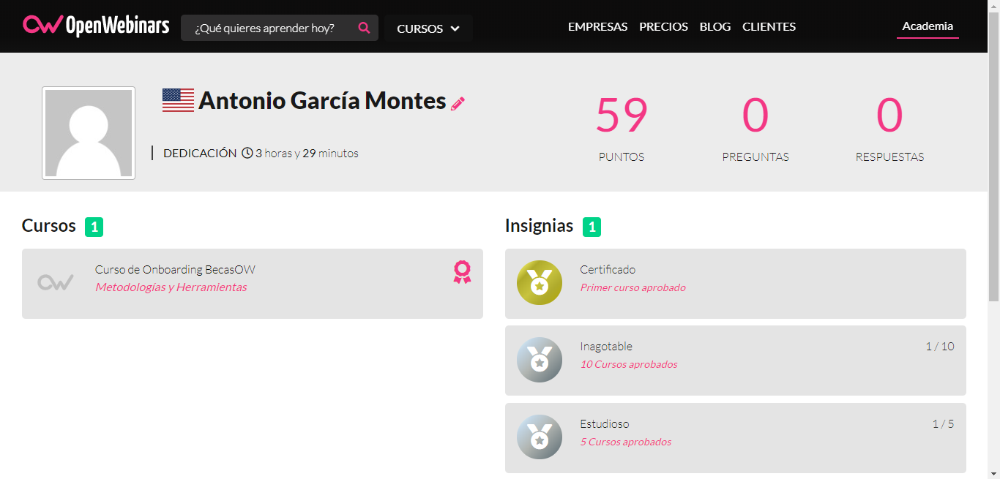 OpenWebinars ¿Qué quieres aprender hoy? CURSOS EMPRESAS PRECIOS BLOG CLIENTES Academia
Antonio García Montes
DEDICACIÓN 3 horas y 29 minutos
59
PUNTOS
0
PREGUNTAS
0
RESPUESTAS
Cursos 1
Curso de Onboarding BecasOW
Metodologías y Herramientas
Insignias 1
Certificado
Primer curso aprobado
Inagotable 1 / 10
10 Cursos aprobados
Estudioso 1 / 5
5 Cursos aprobados